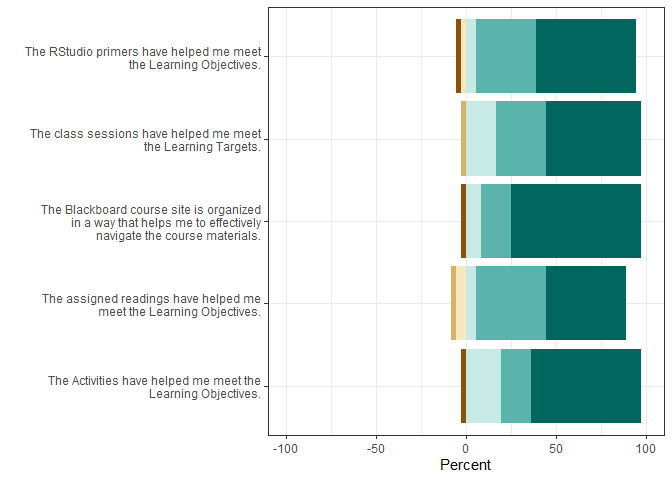 The RStudio primers have helped me meet
the Learning Objectives.
The class sessions have helped me meet
the Learning Targets.
The Blackboard course site is organized
in a way that helps me to effectively
navigate the course materials.
The assigned readings have helped me
meet the Learning Objectives.
The Activities have helped me meet the
Learning Objectives.
-100 -50 0 50 100
Percent